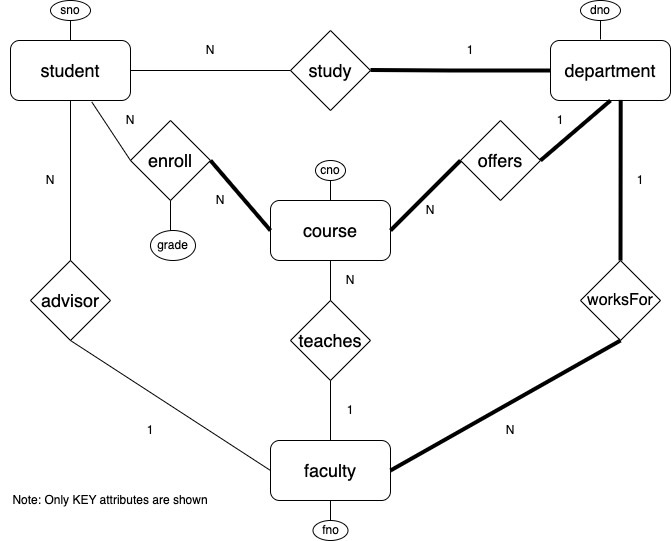 sno
dno
student
N
study
1
department
N
enroll
N
1
offers
N
cno
course
grade
N
1
N
advisor
teaches
worksFor
1
1
N
faculty
Note: Only KEY attributes are shown
fno